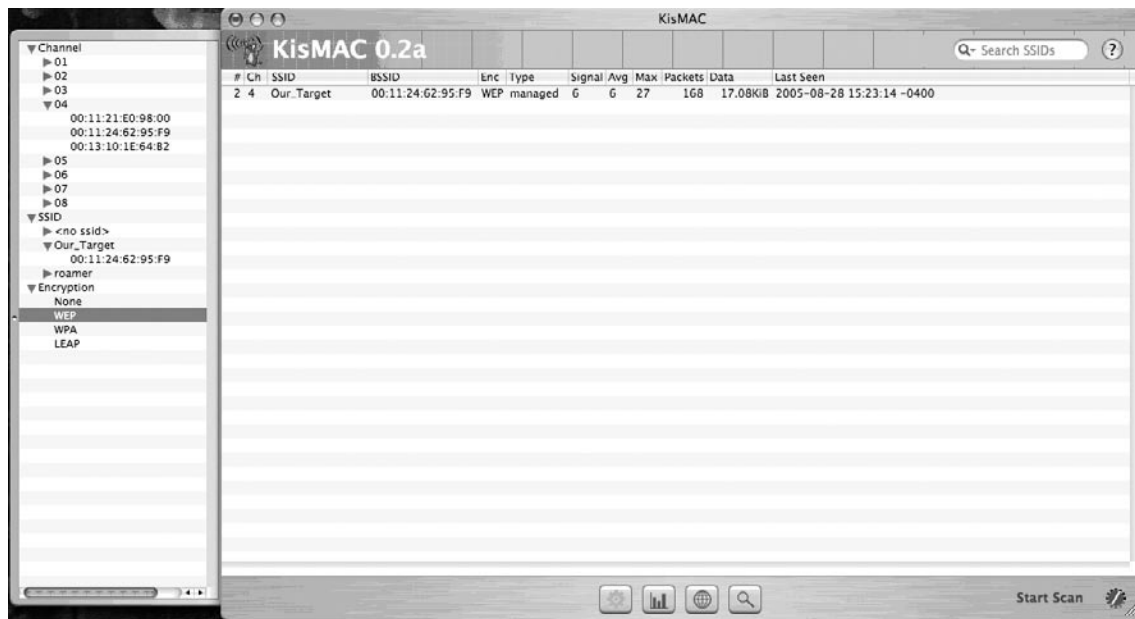 KisMAC
KisMAC 0.2a
Search SSIDs
?
Channel
01
02
03
04
00:11:21:E0:98:00
00:11:24:62:95:F9
00:13:10:1E:64:B2
05
06
07
08
SSID
<no ssid>
Our_Target
00:11:24:62:95:F9
roamer
Encryption
None
WEP
WPA
LEAP
# Ch SSID BSSID Enc Type Signal Avg Max Packets Data Last Seen
2 4 Our_Target 00:11:24:62:95:F9 WEP managed 6 6 27 168 17.08KiB 2005-08-28 15:23:14 -0400
Start Scan